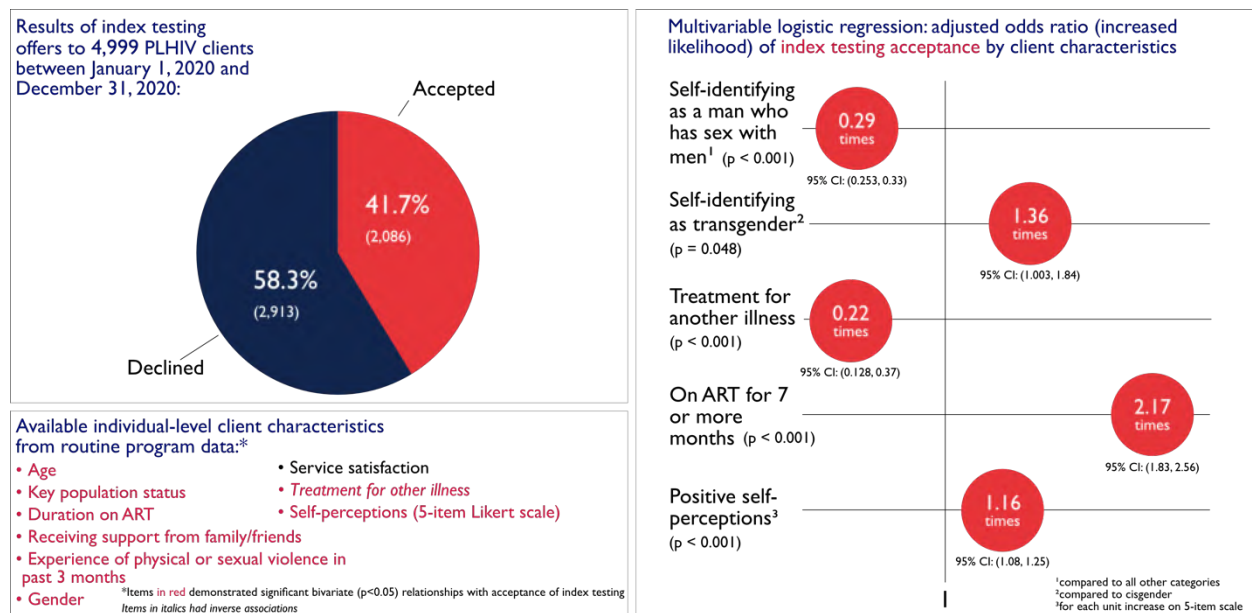 Results of index testing
offers to 4,999 PLHIV clients
between January 1, 2020 and
December 31, 2020:
Accepted
41.7%
(2,086)
58.3%
(2,913)
Declined
Available individual-level client characteristics
from routine program data:*
• Age
• Key population status
• Duration on ART
• Receiving support from family/friends
• Experience of physical or sexual violence in
past 3 months
• Gender
• Service satisfaction
• Treatment for other illness
• Self-perceptions (5-item Likert scale)
*Items in red demonstrated significant bivariate (p<0.05) relationships with acceptance of index testing
Items in italics had inverse associations
Multivariable logistic regression: adjusted odds ratio (increased
likelihood) of index testing acceptance by client characteristics
Self-identifying
as a man who
has sex with
men¹ (p < 0.001)
0.29
times
95% CI: (0.253, 0.33)
Self-identifying
as transgender²
(p = 0.048)
1.36
times
95% CI: (1.003, 1.84)
Treatment for
another illness
(p < 0.001)
0.22
times
95% CI: (0.128, 0.37)
On ART for 7
or more
months (p < 0.001)
2.17
times
95% CI: (1.83, 2.56)
Positive self-
perceptions³
(p < 0.001)
1.16
times
95% CI: (1.08, 1.25)
1
¹compared to all other categories
²compared to cisgender
³for each unit increase on 5-item scale